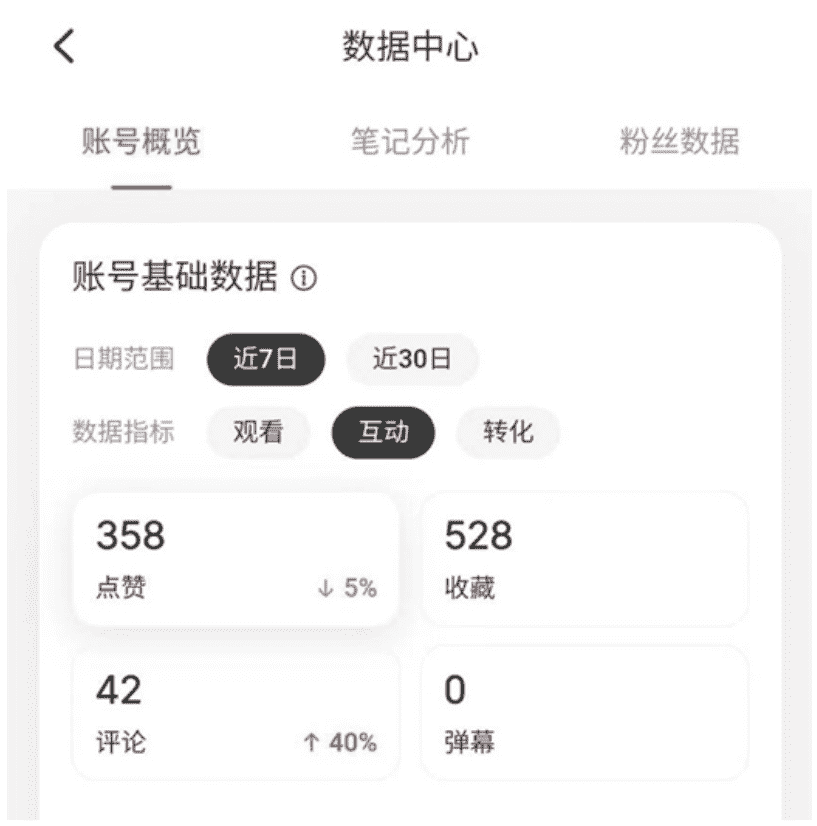 数据中心
账号概览 笔记分析 粉丝数据
账号基础数据
日期范围 近7日 近30日
数据指标 观看 互动 转化
358 528
点赞 ↓ 5% 收藏
42 0
评论 ↑ 40% 弹幕